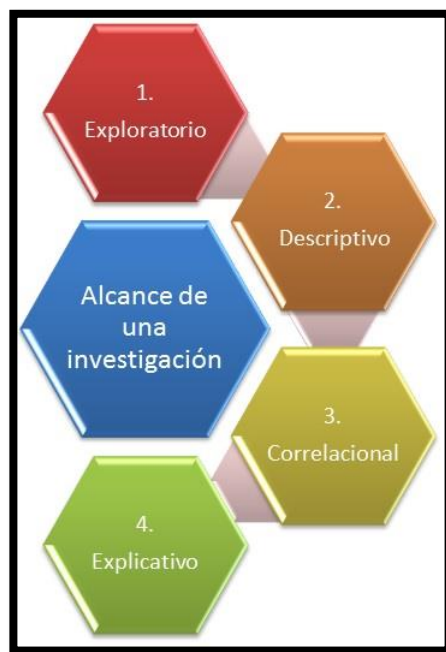 1.
Exploratorio
2.
Descriptivo
Alcance de
una
investigación
3.
Correlacional
4.
Explicativo